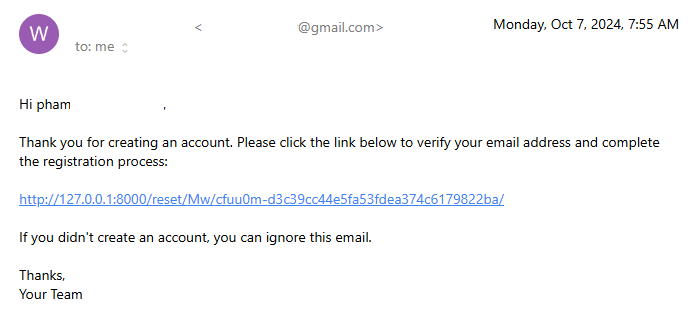 W
< @gmail.com>
Monday, Oct 7, 2024, 7:55 AM
to: me
Hi pham ,
Thank you for creating an account. Please click the link below to verify your email address and complete
the registration process:
http://127.0.0.1:8000/reset/Mw/cfuu0m-d3c39cc44e5fa53fdea374c6179822ba/
If you didn't create an account, you can ignore this email.
Thanks,
Your Team